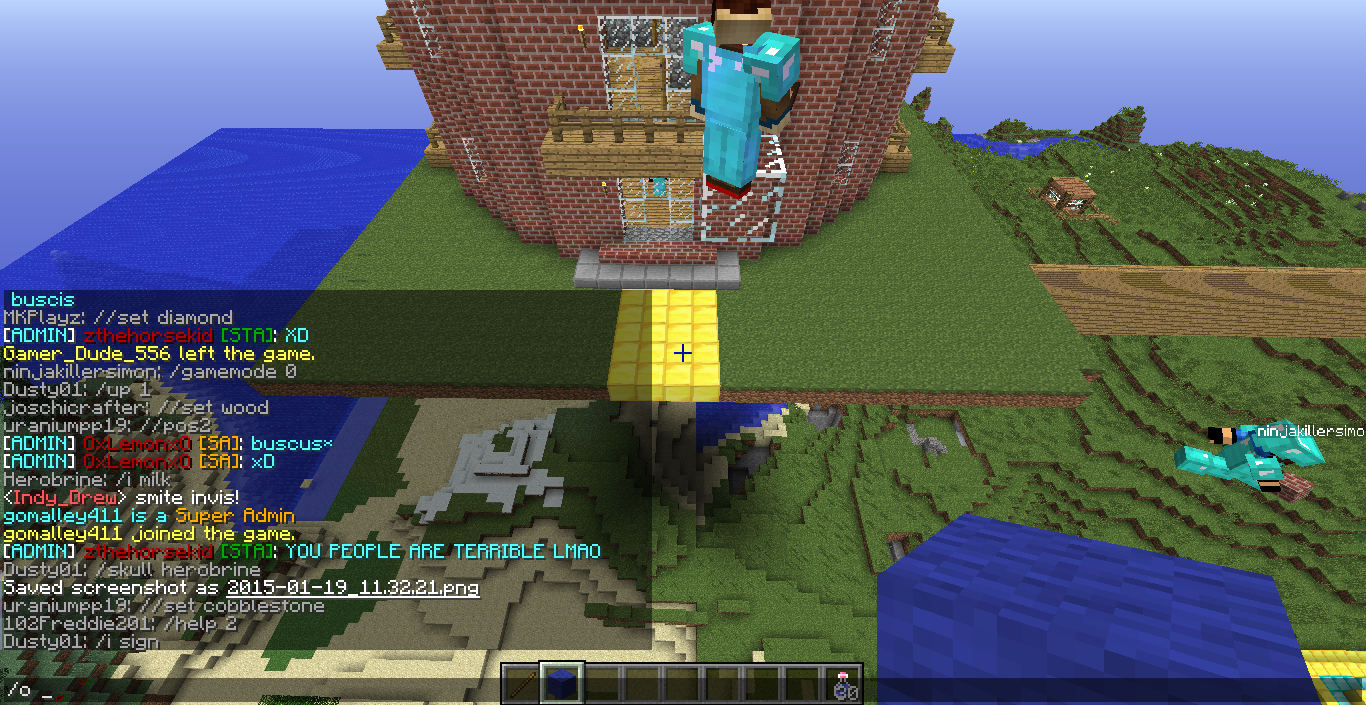 buscis
MKPlayz: //set diamond
[ADMIN] zthehorsekid [STA]: XD
Gamer_Dude_556 left the game.
ninjakillersimon: /gamemode 0
Dusty01: /up 1
joschicrafter: //set wood
uraniumpp19: //pos2
[ADMIN] 0xLemonx0 [SA]: buscus*
[ADMIN] 0xLemonx0 [SA]: xD
Herobrine: /i milk
<Indy_Drew> smite invis!
gomalley411 is a Super Admin
gomalley411 joined the game.
[ADMIN] zthehorsekid [STA]: YOU PEOPLE ARE TERRIBLE LMAO
Dusty01: /skull herobrine
Saved screenshot as 2015-01-19_11.32.21.png
uraniumpp19: //set cobblestone
102Freddie201: /help 2
Dusty01: /i sign
/o _
ninjakillersimo